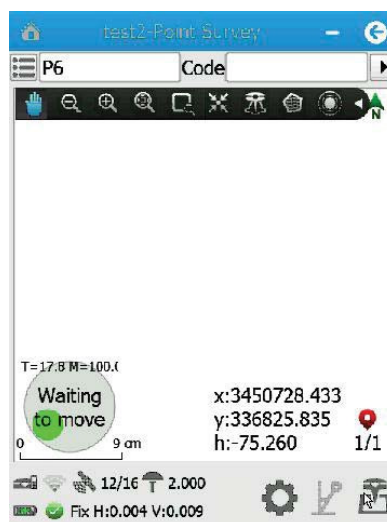 test2-Point Survey
P6 Code
N
T=17.8 M=100.(
Waiting
to move
0 9 cm
x:3450728.433
y:336825.835
h:-75.260 1/1
12/16 2.000
Fix H:0.004 V:0.009